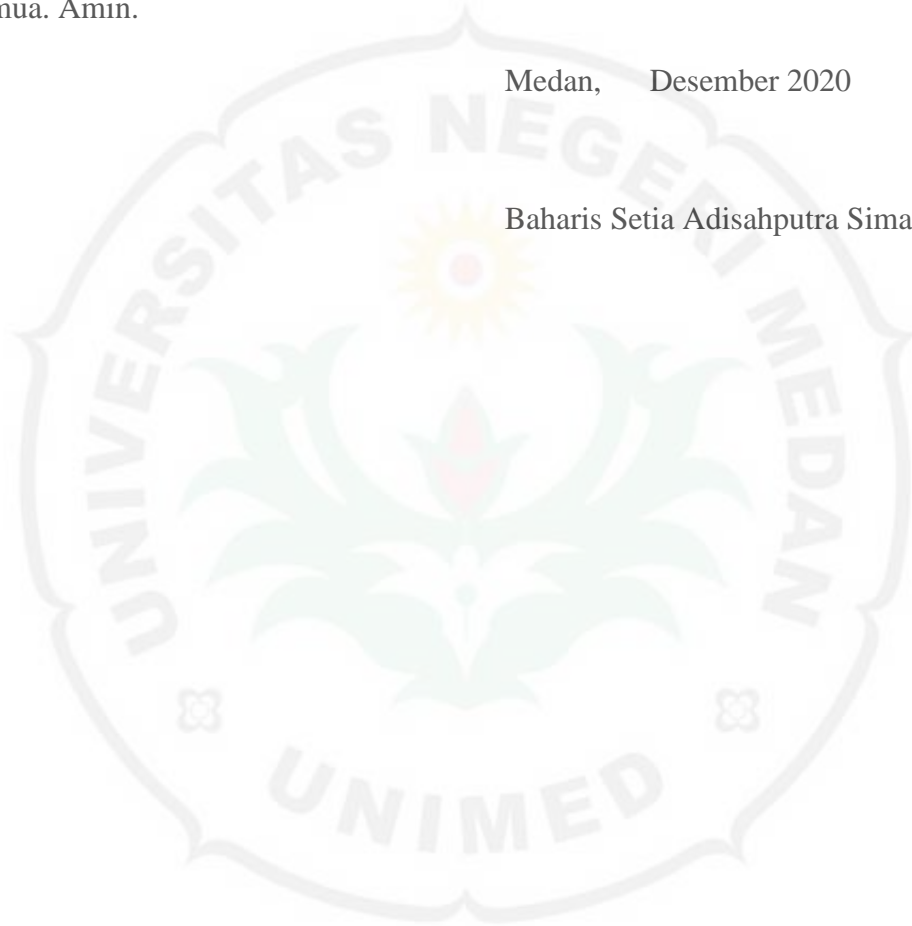 mua. Amin.
Medan, Desember 2020
Baharis Setia Adisahputra Sima
UNIVERSITAS NEGERI MEDAN
UNIMED